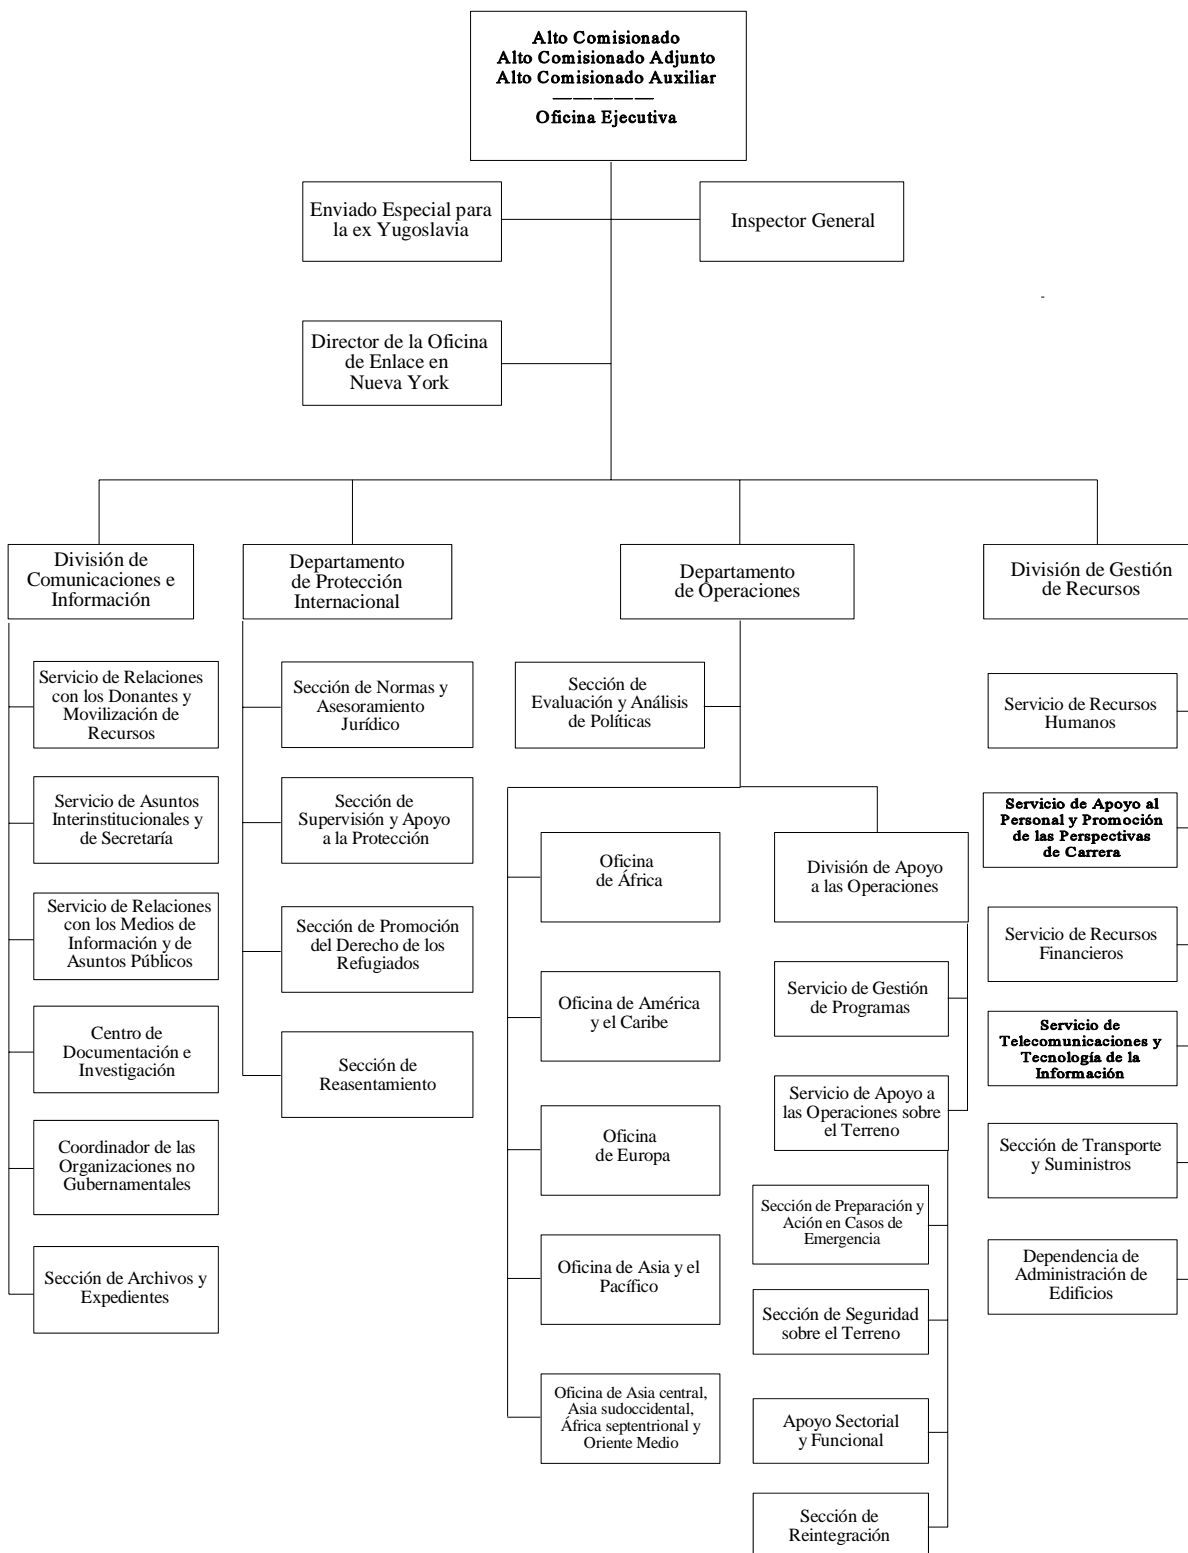 Alto Comisionado
Alto Comisionado Adjunto
Alto Comisionado Auxiliar
Oficina Ejecutiva
Enviado Especial para
la ex Yugoslavia
Inspector General
Director de la Oficina
de Enlace en
Nueva York
División de
Comunicaciones e
Información
Departamento
de Protección
Internacional
Departamento
de Operaciones
División de Gestión
de Recursos
Servicio de Relaciones
con los Donantes y
Movilización de
Recursos
Servicio de Asuntos
Interinstitucionales y
de Secretaría
Servicio de Relaciones
con los Medios de
Información y de
Asuntos Públicos
Centro de
Documentación e
Investigación
Coordinador de las
Organizaciones no
Gubernamentales
Sección de Archivos y
Expedientes
Sección de Normas y
Asesoramiento
Jurídico
Sección de
Supervisión y Apoyo
a la Protección
Sección de Promoción
del Derecho de los
Refugiados
Sección de
Reasentamiento
Sección de
Evaluación y Análisis
de Políticas
Oficina
de África
Oficina de América
y el Caribe
Oficina
de Europa
Oficina de Asia y el
Pacífico
Oficina de Asia central,
Asia sudoccidental,
África septentrional y
Oriente Medio
División de Apoyo
a las Operaciones
Servicio de Gestión
de Programas
Servicio de Apoyo a
las Operaciones sobre
el Terreno
Sección de Preparación y
Ación en Casos de
Emergencia
Sección de Seguridad
sobre el Terreno
Apoyo Sectorial
y Funcional
Sección de
Reintegración
Servicio de Recursos
Humanos
Servicio de Apoyo al
Personal y Promoción
de las Perspectivas
de Carrera
Servicio de Recursos
Financieros
Servicio de
Telecomunicaciones y
Tecnología de la
Información
Sección de Transporte
y Suministros
Dependencia de
Administración de
Edificios